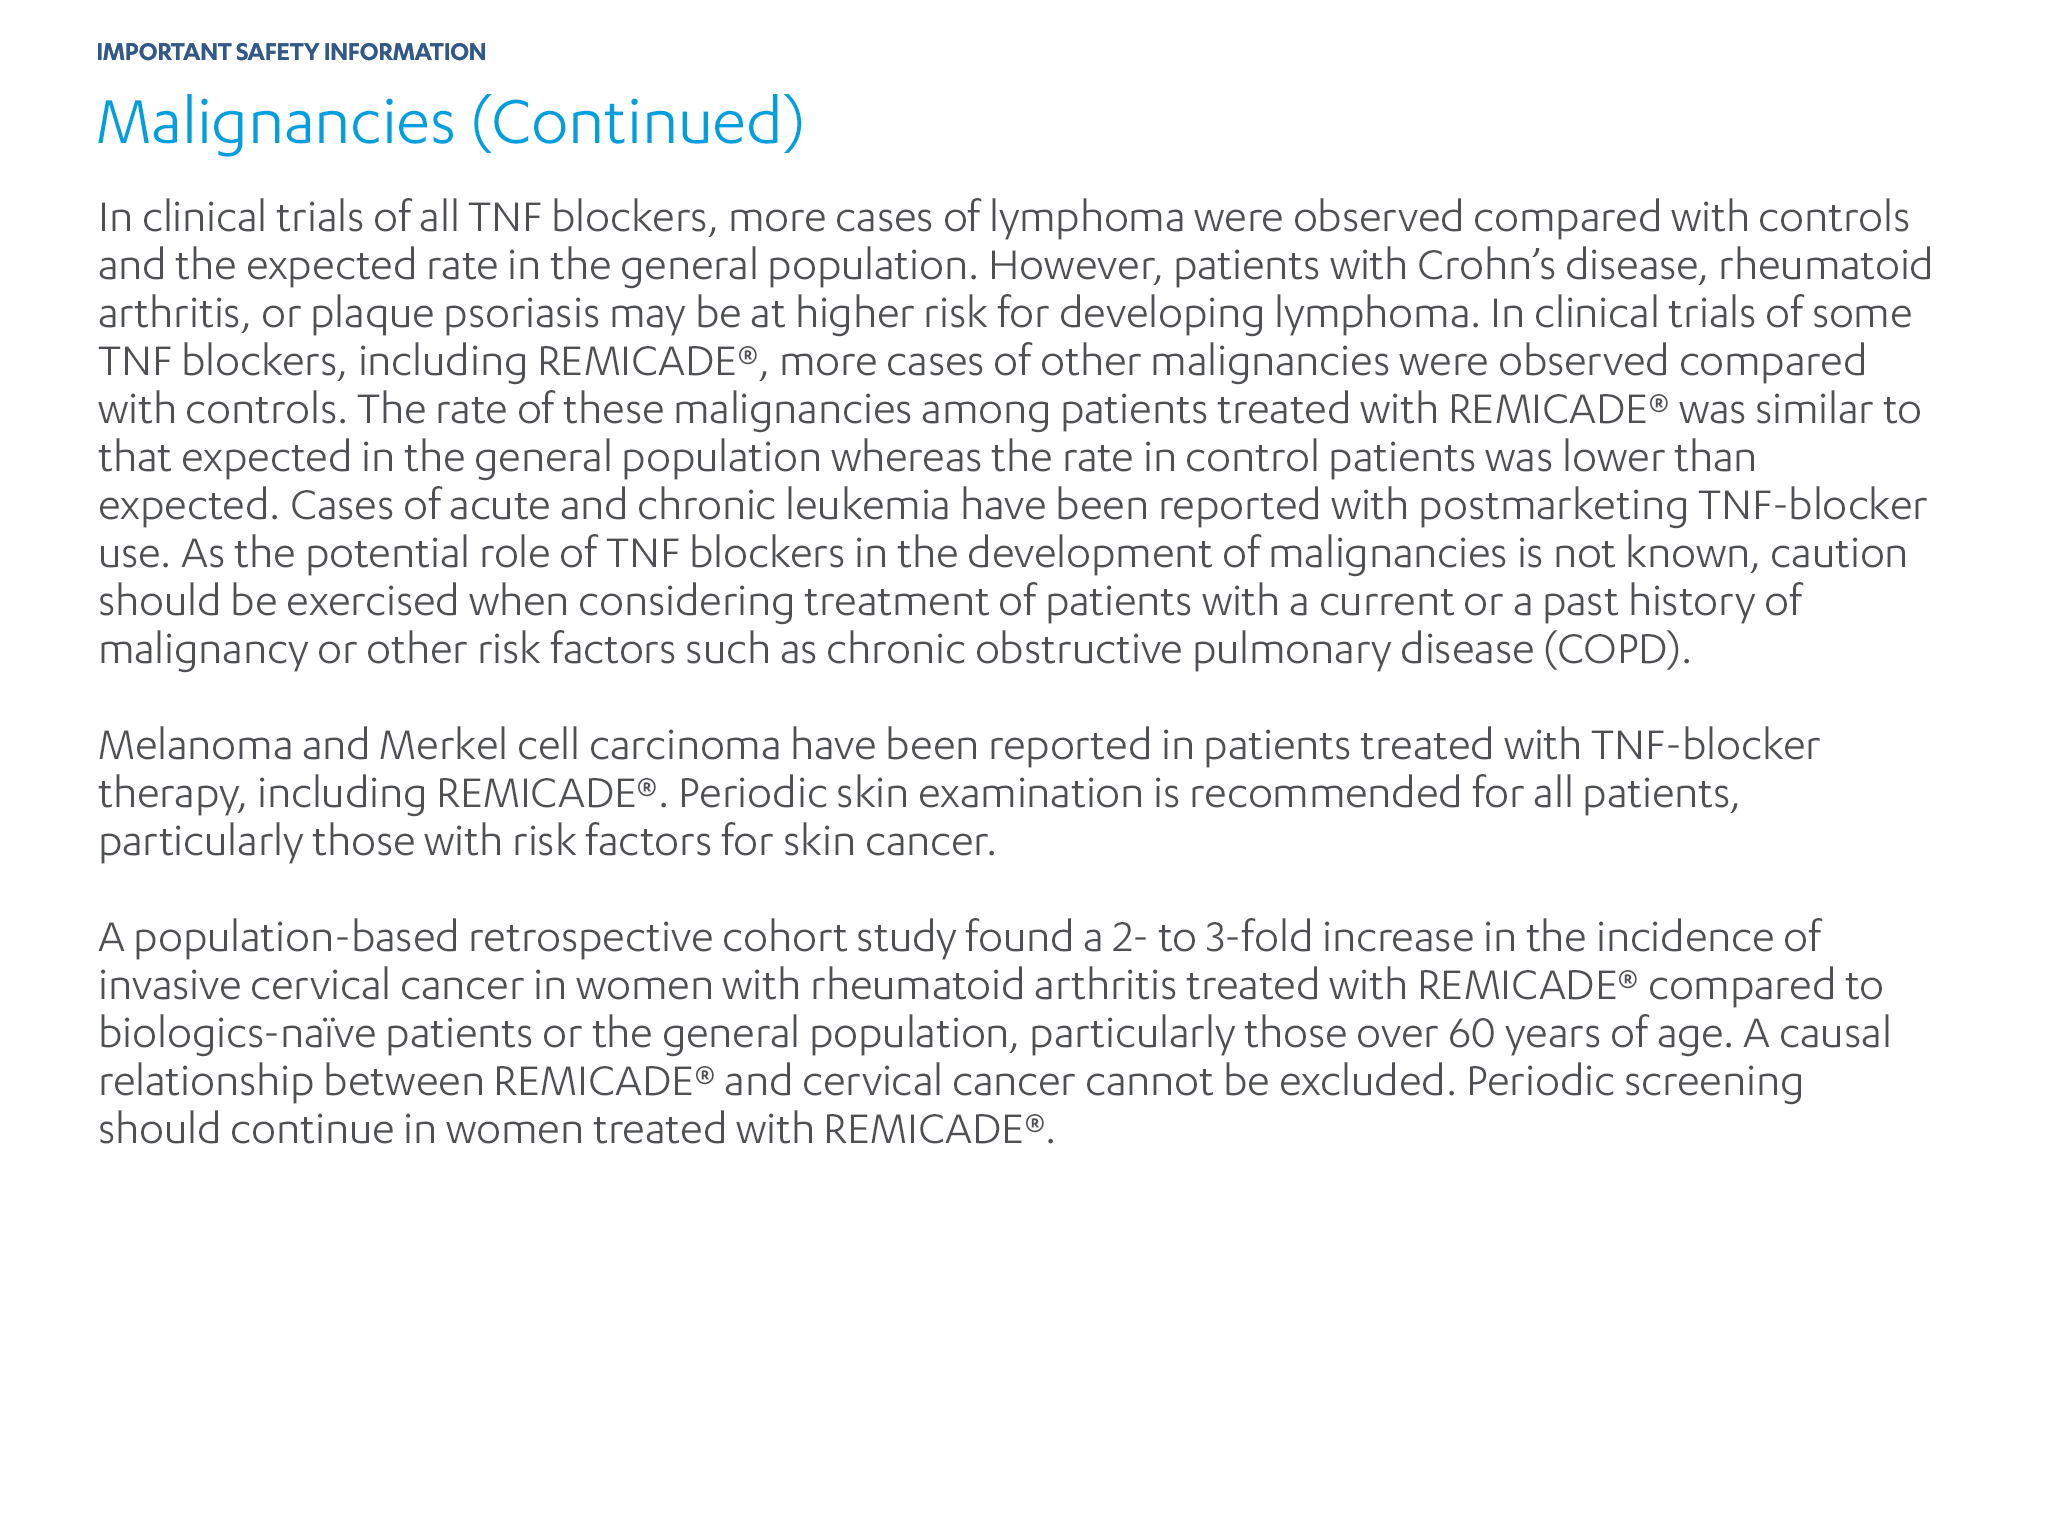 IMPORTANT SAFETY INFORMATION
Malignancies (Continued)
In clinical trials of all TNF blockers, more cases of lymphoma were observed compared with controls
and the expected rate in the general population. However, patients with Crohn’s disease, rheumatoid
arthritis, or plaque psoriasis may be at higher risk for developing lymphoma. In clinical trials of some
TNF blockers, including REMICADE®, more cases of other malignancies were observed compared
with controls. The rate of these malignancies among patients treated with REMICADE® was similar to
that expected in the general population whereas the rate in control patients was lower than
expected. Cases of acute and chronic leukemia have been reported with postmarketing TNF-blocker
use. As the potential role of TNF blockers in the development of malignancies is not known, caution
should be exercised when considering treatment of patients with a current or a past history of
malignancy or other risk factors such as chronic obstructive pulmonary disease (COPD).
Melanoma and Merkel cell carcinoma have been reported in patients treated with TNF-blocker
therapy, including REMICADE®. Periodic skin examination is recommended for all patients,
particularly those with risk factors for skin cancer.
A population-based retrospective cohort study found a 2- to 3-fold increase in the incidence of
invasive cervical cancer in women with rheumatoid arthritis treated with REMICADE® compared to
biologics-naïve patients or the general population, particularly those over 60 years of age. A causal
relationship between REMICADE® and cervical cancer cannot be excluded. Periodic screening
should continue in women treated with REMICADE®.